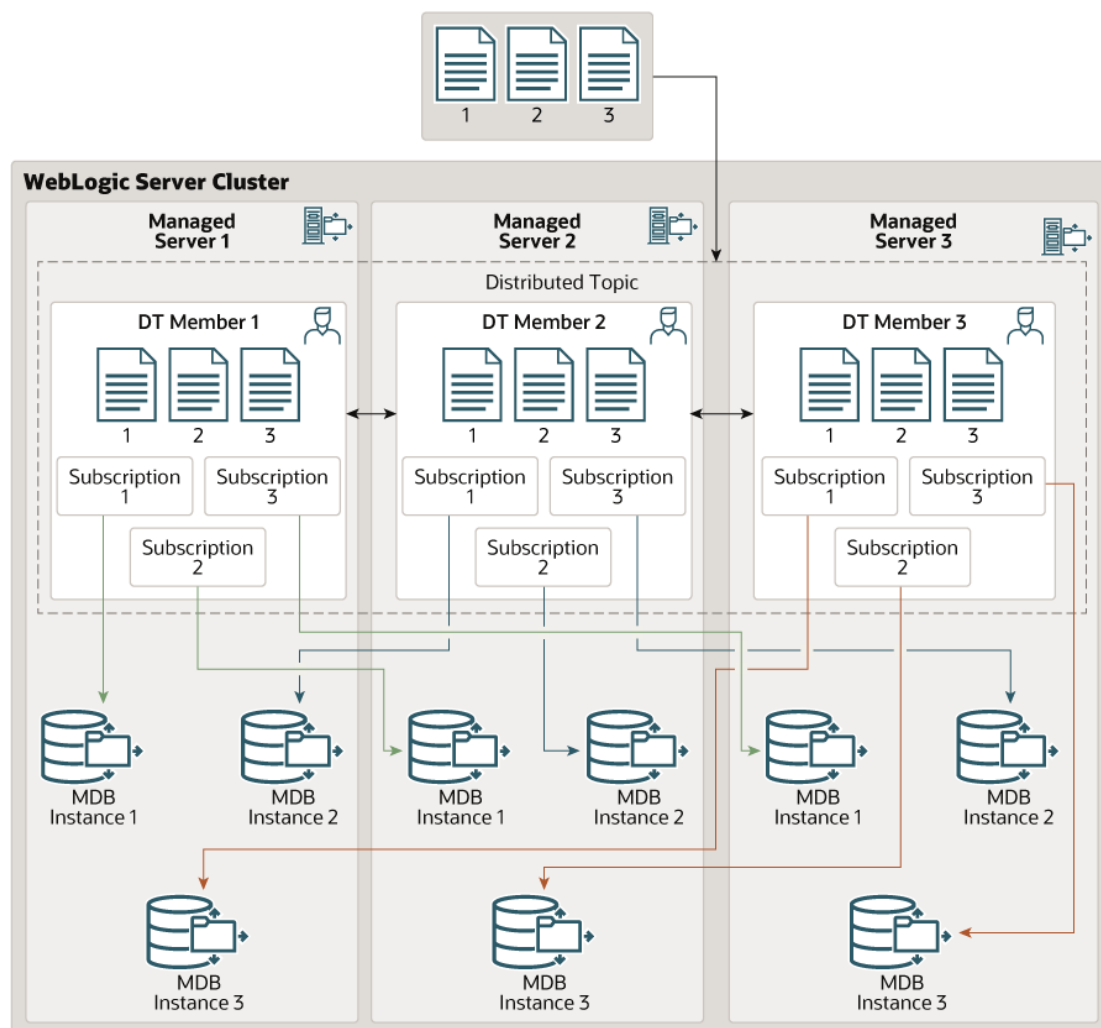 1 2 3
WebLogic Server Cluster
Managed
Server 1
Managed
Server 2
Managed
Server 3
Distributed Topic
DT Member 1
1 2 3
Subscription
1
Subscription
3
Subscription
2
DT Member 2
1 2 3
Subscription
1
Subscription
3
Subscription
2
DT Member 3
1 2 3
Subscription
1
Subscription
3
Subscription
2
MDB
Instance 1
MDB
Instance 2
MDB
Instance 1
MDB
Instance 2
MDB
Instance 1
MDB
Instance 2
MDB
Instance 3
MDB
Instance 3
MDB
Instance 3